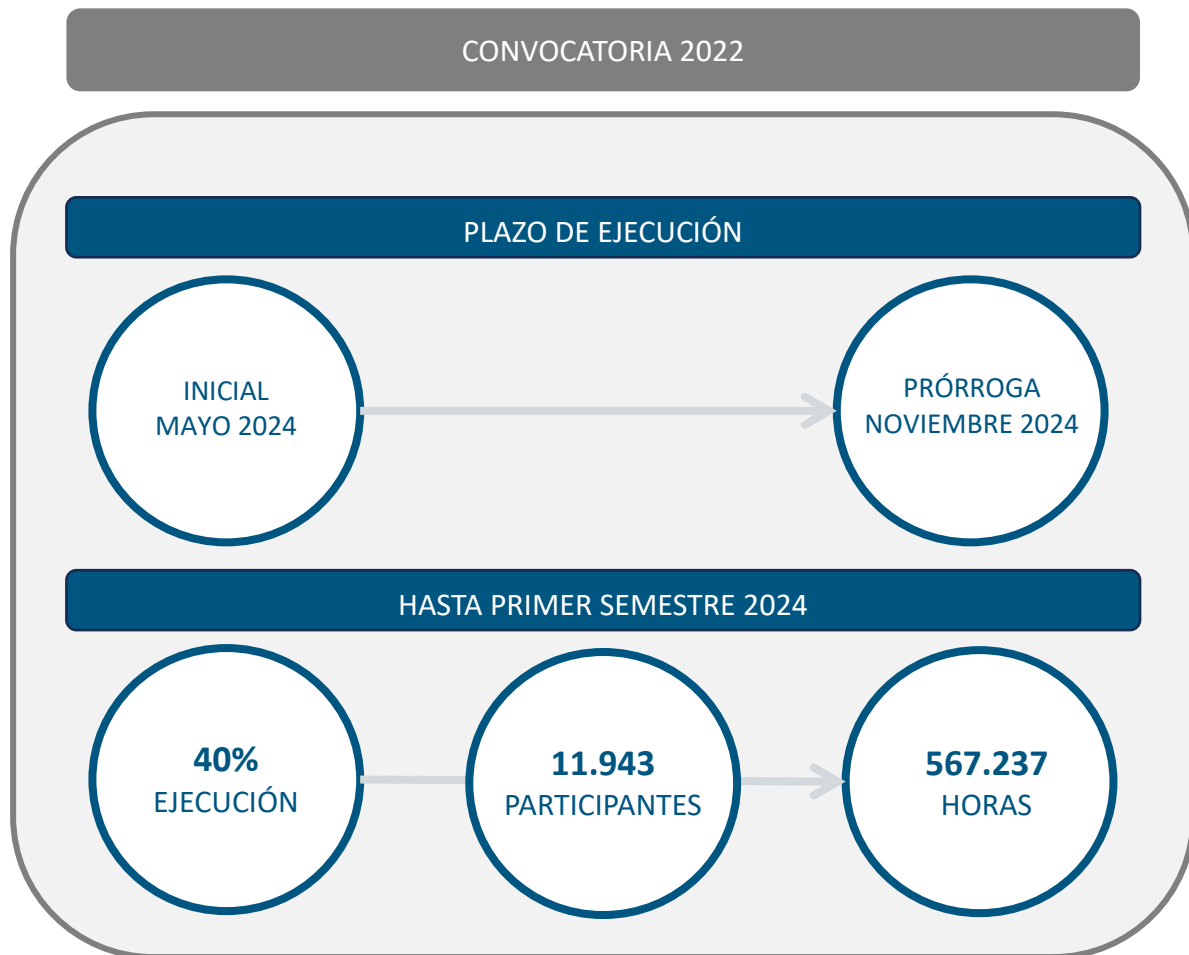 CONVOCATORIA 2022
PLAZO DE EJECUCIÓN
INICIAL
MAYO 2024
PRÓRROGA
NOVIEMBRE 2024
HASTA PRIMER SEMESTRE 2024
40%
EJECUCIÓN
11.943
PARTICIPANTES
567.237
HORAS